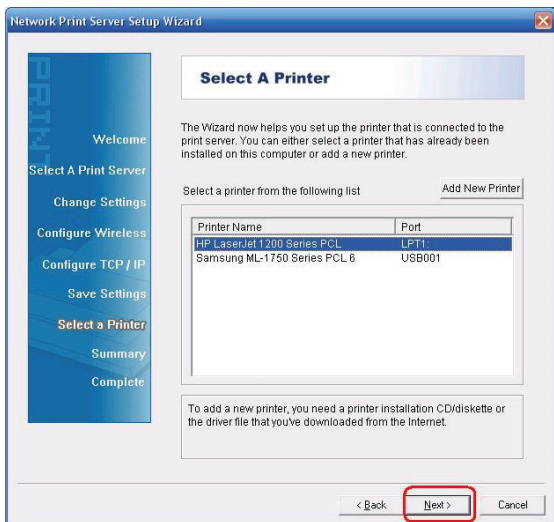 Network Print Server Setup Wizard
PRINT
Welcome
Select A Print Server
Change Settings
Configure Wireless
Configure TCP / IP
Save Settings
Select a Printer
Summary
Complete
Select A Printer
The Wizard now helps you set up the printer that is connected to the
print server. You can either select a printer that has already been
installed on this computer or add a new printer.
Select a printer from the following list
Add New Printer
Printer Name Port
HP LaserJet 1200 Series PCL LPT1:
Samsung ML-1750 Series PCL 6 USB001
To add a new printer, you need a printer installation CD/diskette or
the driver file that you've downloaded from the Internet.
< Back Next > Cancel